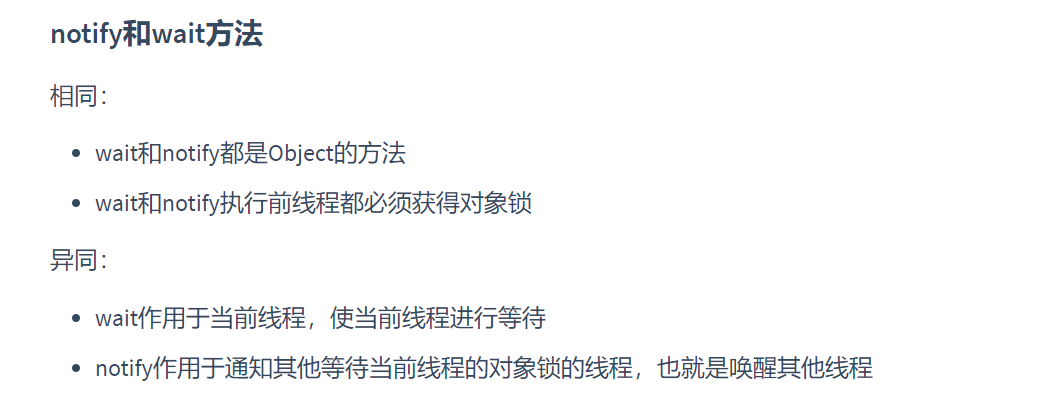 notify和wait方法
相同：
wait和notify都是Object的方法
wait和notify执行前线程都必须获得对象锁
异同：
wait作用于当前线程，使当前线程进行等待
notify作用于通知其他等待当前线程的对象锁的线程，也就是唤醒其他线程